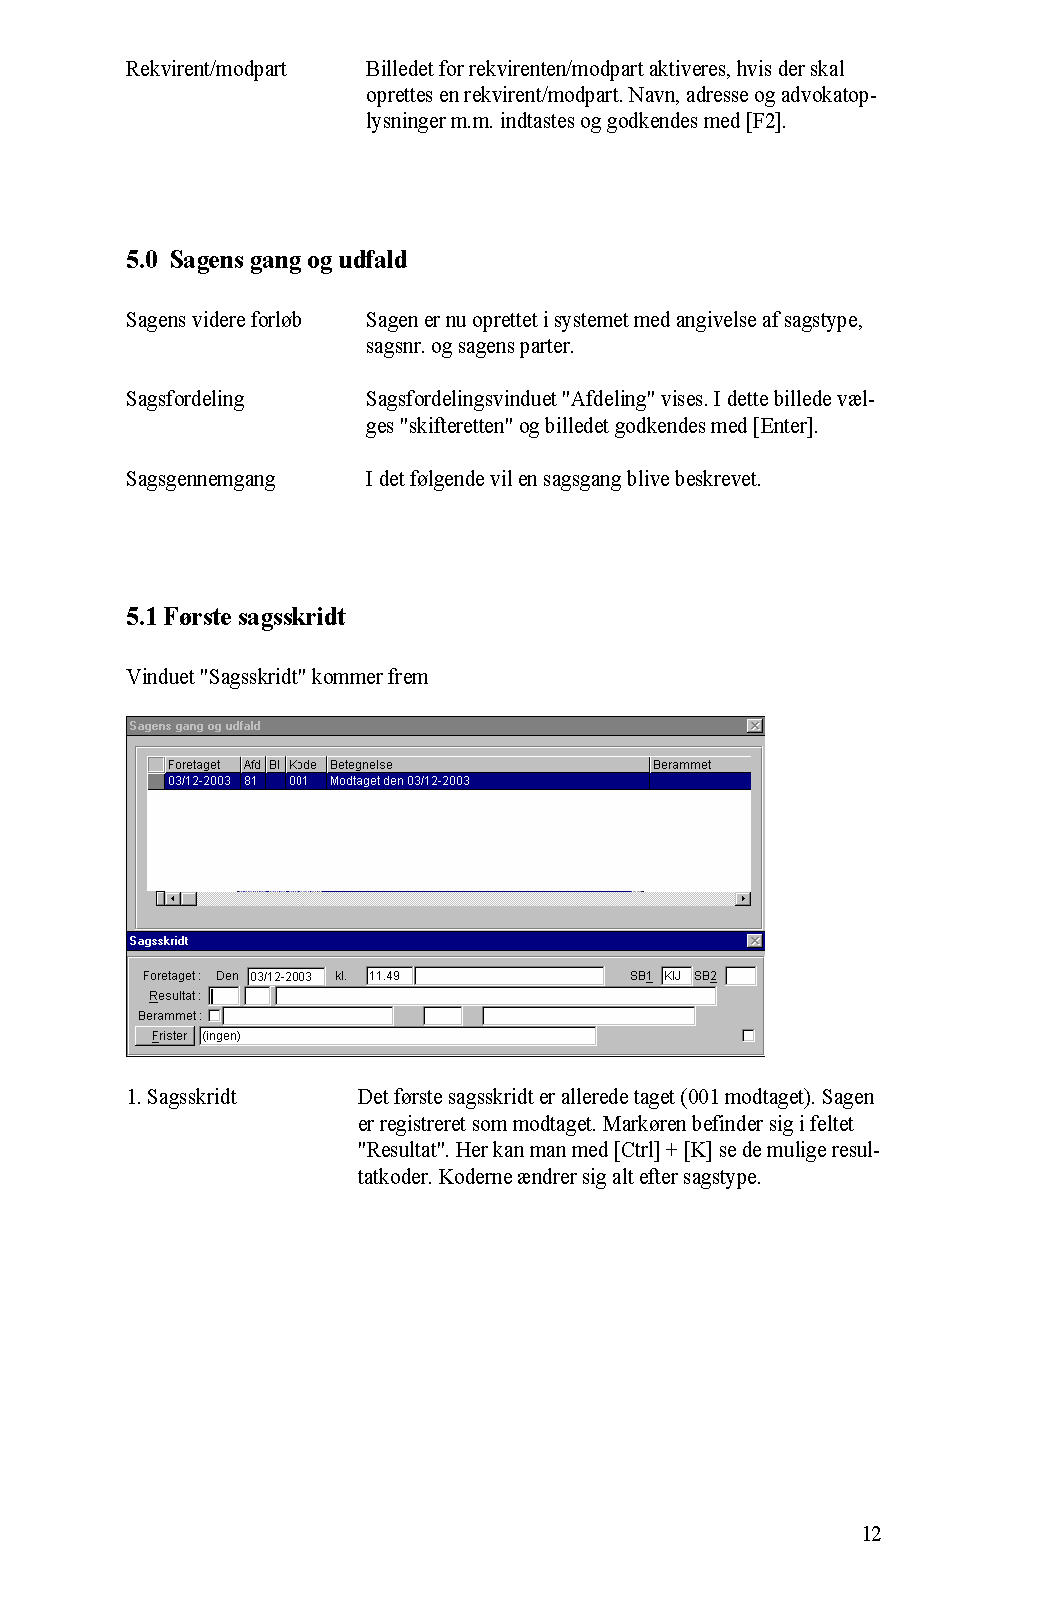 Rekvirent/modpart Billedet for rekvirenten/modpart aktiveres, hvis der skal
oprettes en rekvirent/modpart. Navn, adresse og advokatop-
lysninger m.m. indtastes og godkendes med [F2].
5.0 Sagens gang og udfald
Sagens videre forløb Sagen er nu oprettet i systemet med angivelse af sagstype,
sagsnr. og sagens parter.
Sagsfordeling Sagsfordelingsvinduet "Afdeling" vises. I dette billede væl-
ges "skifteretten" og billedet godkendes med [Enter].
Sagsgennemgang I det følgende vil en sagsgang blive beskrevet.
5.1 Første sagsskridt
Vinduet "Sagsskridt" kommer frem
Sagens gang og udfald
Foretaget Afd Bl Kode Betegnelse Berammet
03/12-2003 81 001 Modtaget den 03/12-2003
Sagsskridt
Foretaget : Den 03/12-2003 kl. 11.49 SB1 KIJ SB2
Resultat :
Berammet :
Frister (ingen)
1. Sagsskridt Det første sagsskridt er allerede taget (001 modtaget). Sagen
er registreret som modtaget. Markøren befinder sig i feltet
"Resultat". Her kan man med [Ctrl] + [K] se de mulige resul-
tatkoder. Koderne ændrer sig alt efter sagstype.
12